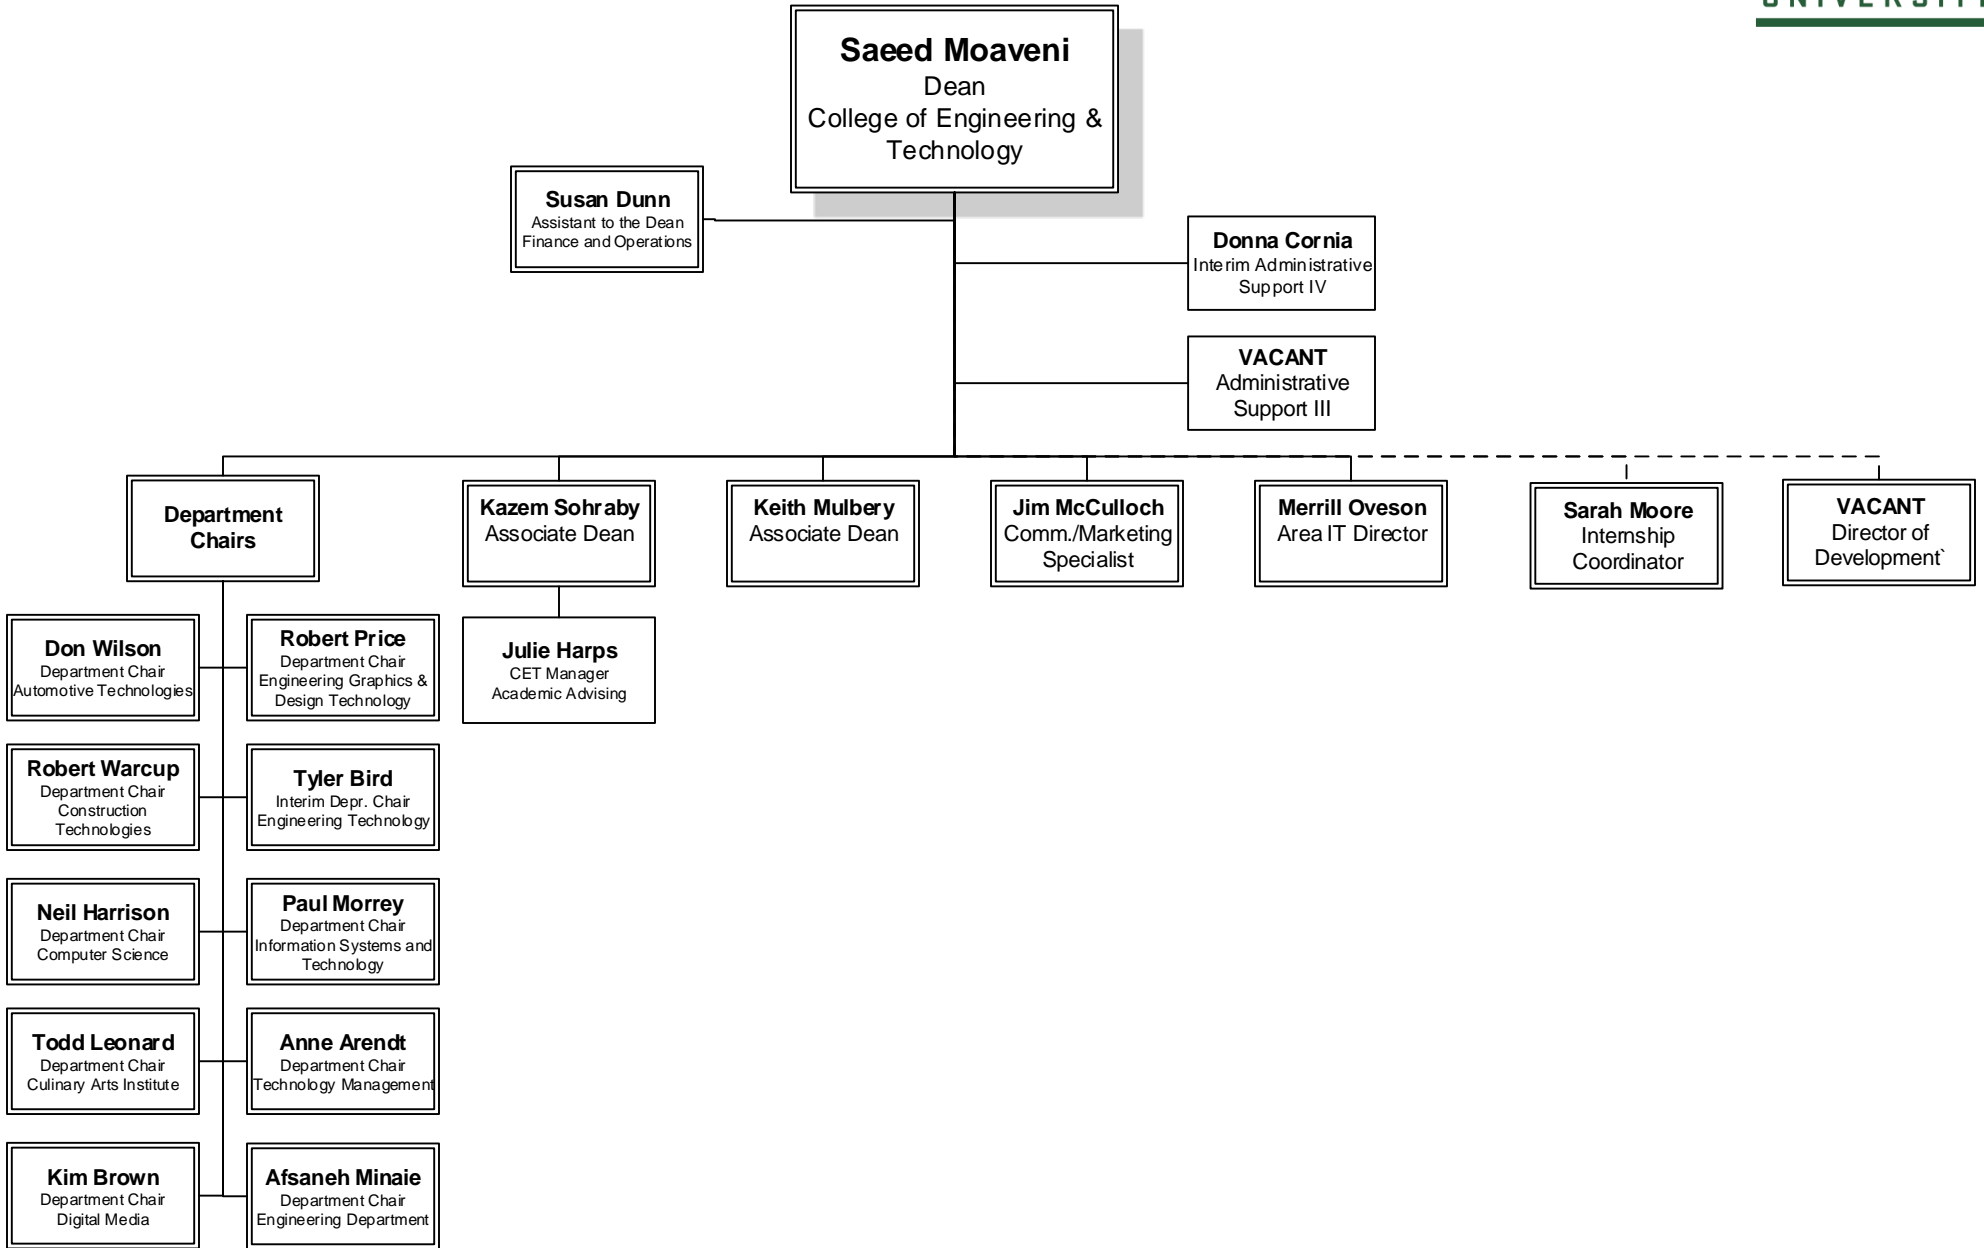 Saeed Moaveni
Dean
College of Engineering &
Technology
Susan Dunn
Assistant to the Dean
Finance and Operations
Donna Cornia
Interim Administrative
Support IV
VACANT
Administrative
Support III
Department
Chairs
Kazem Sohraby
Associate Dean
Keith Mulbery
Associate Dean
Jim McCulloch
Comm./Marketing
Specialist
Merrill Oveson
Area IT Director
Sarah Moore
Internship
Coordinator
VACANT
Director of
Development`
Don Wilson
Department Chair
Automotive Technologies
Robert Price
Department Chair
Engineering Graphics &
Design Technology
Julie Harps
CET Manager
Academic Advising
Robert Warcup
Department Chair
Construction
Technologies
Tyler Bird
Interim Depr. Chair
Engineering Technology
Neil Harrison
Department Chair
Computer Science
Paul Morrey
Department Chair
Information Systems and
Technology
Todd Leonard
Department Chair
Culinary Arts Institute
Anne Arendt
Department Chair
Technology Management
Kim Brown
Department Chair
Digital Media
Afsaneh Minaie
Department Chair
Engineering Department